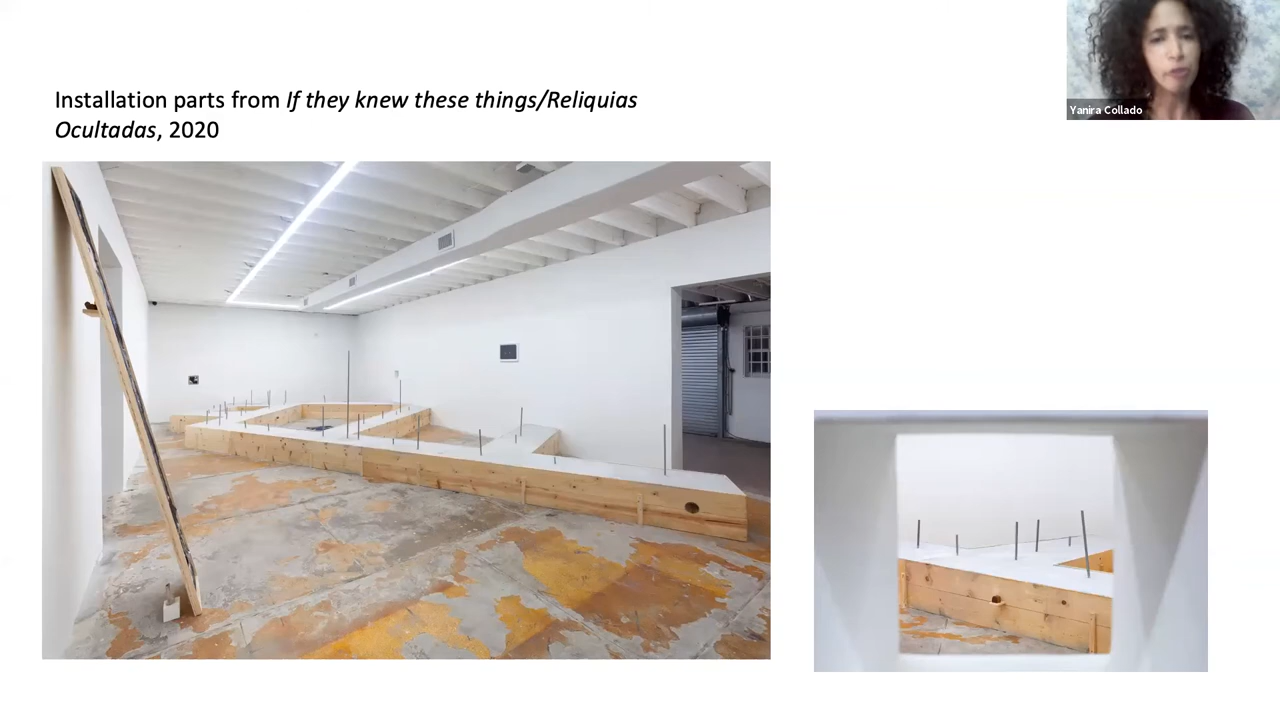 Installation parts from If they knew these things/Reliquias
Ocultadas, 2020
Yanira Collado